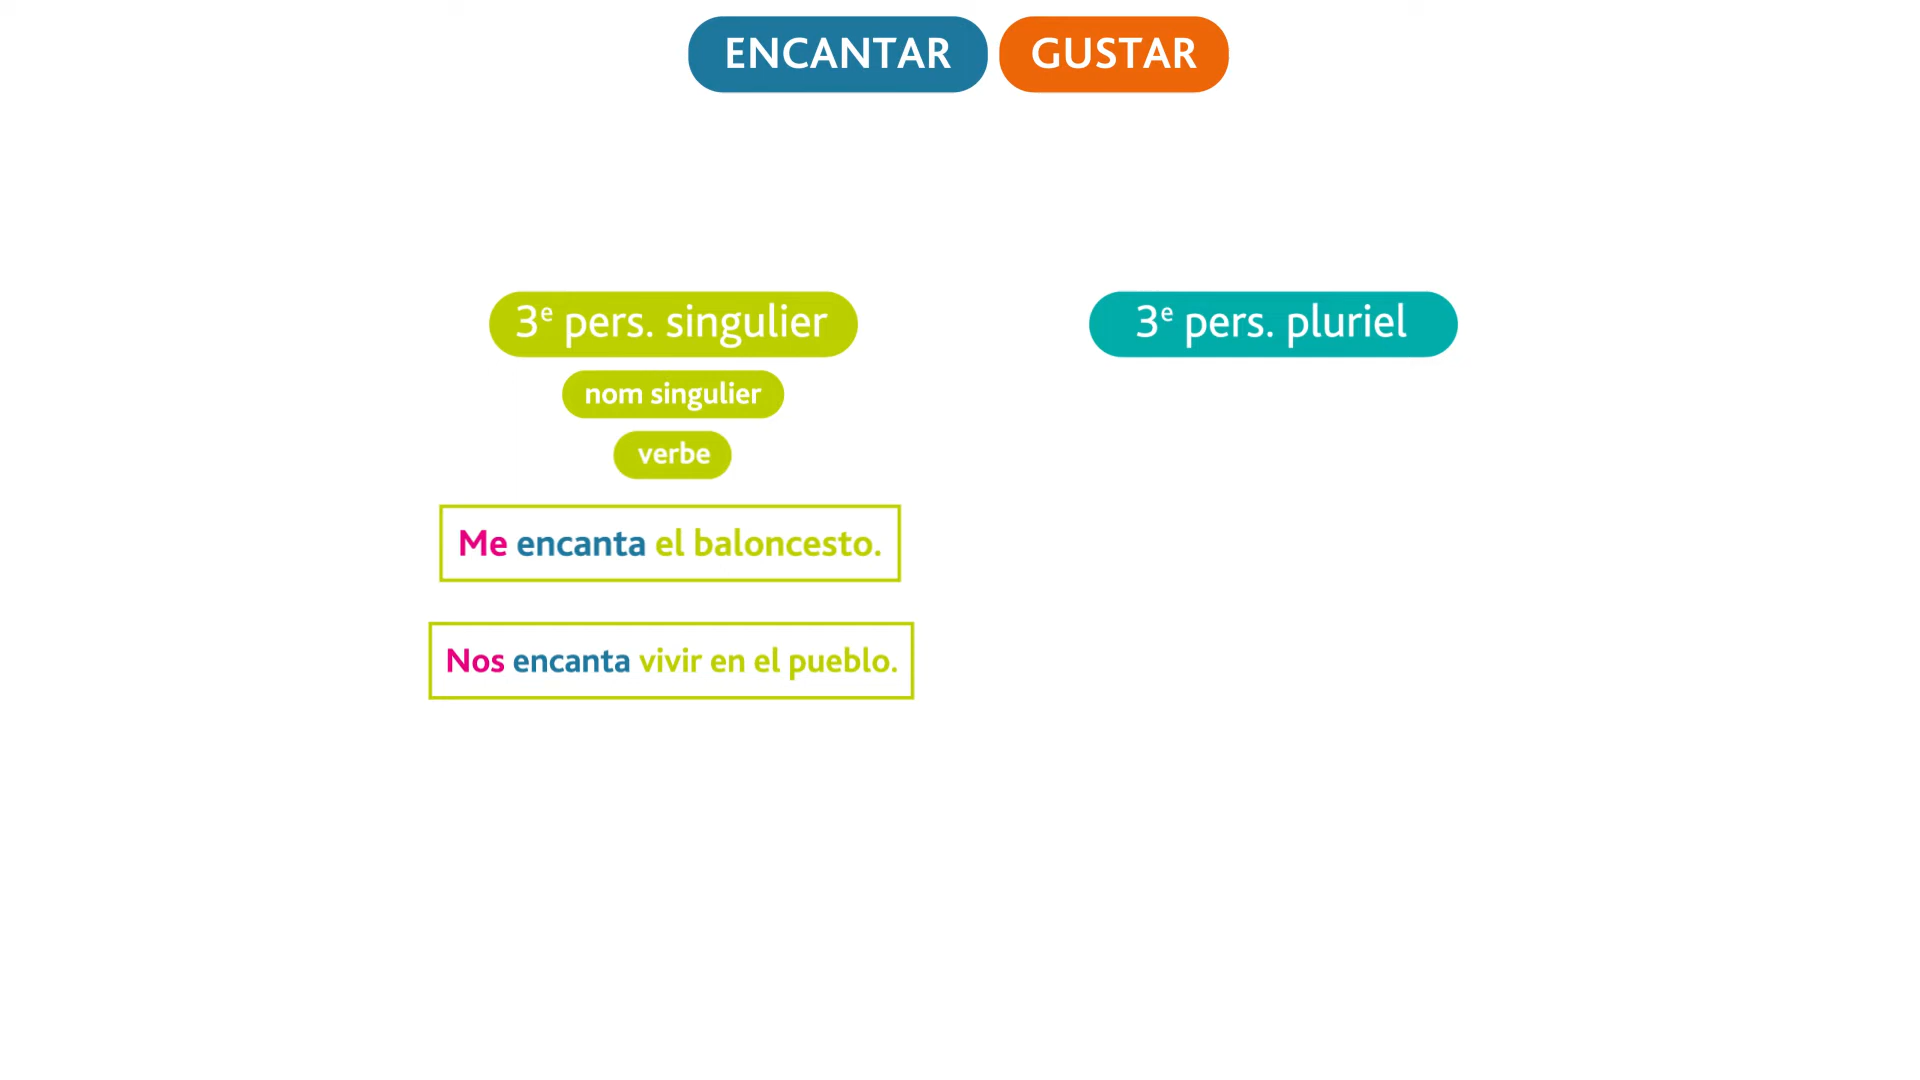 ENCANTAR GUSTAR
3e pers. singulier
3e pers. pluriel
nom singulier
verbe
Me encanta el baloncesto.
Nos encanta vivir en el pueblo.